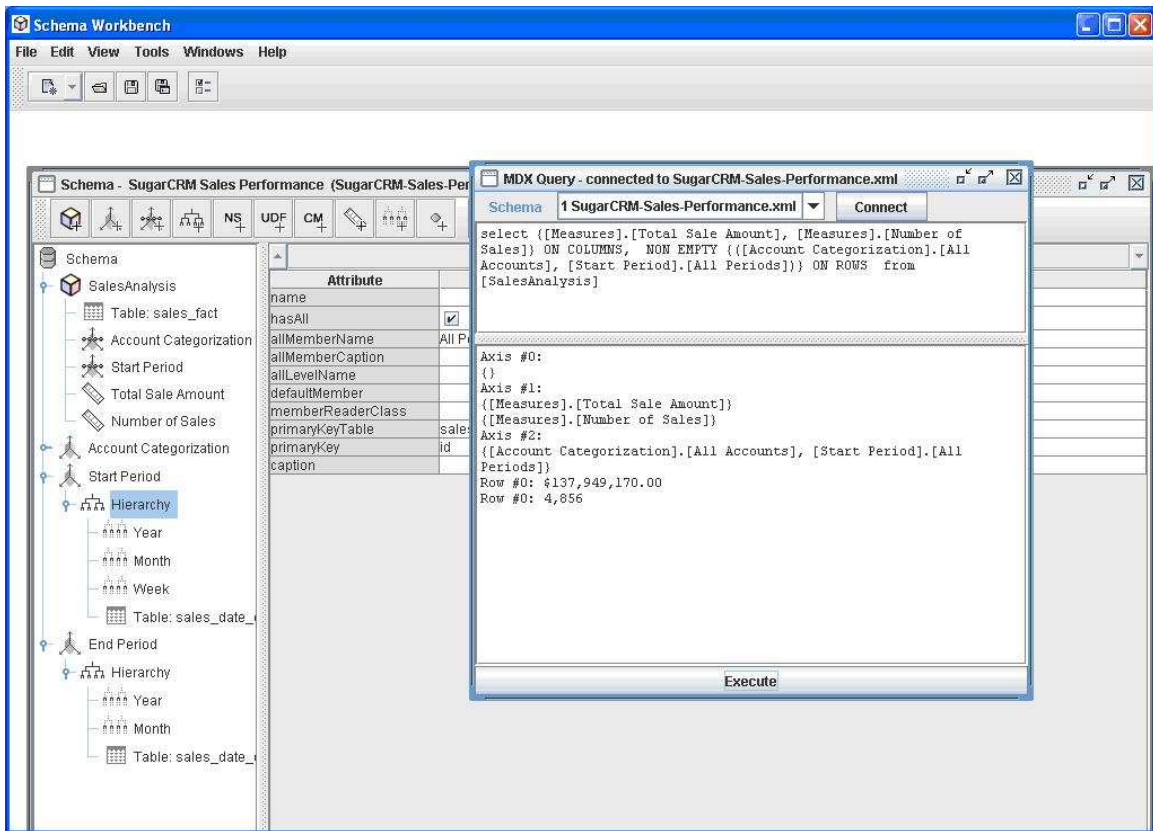 Schema Workbench
File Edit View Tools Windows Help
Schema - SugarCRM Sales Performance (SugarCRM-Sales-Per
NS UDF CM
Schema
SalesAnalysis
Table: sales_fact
Account Categorization
Start Period
Total Sale Amount
Number of Sales
Account Categorization
Start Period
Hierarchy
Year
Month
Week
Table: sales_date_
End Period
Hierarchy
Year
Month
Table: sales_date_
Attribute
name
hasAll
allMemberName All P
allMemberCaption
allLevelName
defaultMember
memberReaderClass
primaryKeyTable sale
primaryKey id
caption
MDX Query - connected to SugarCRM-Sales-Performance.xml
Schema 1 SugarCRM-Sales-Performance.xml Connect
select {[Measures].[Total Sale Amount], [Measures].[Number of
Sales]} ON COLUMNS, NON EMPTY {([Account Categorization].[All
Accounts], [Start Period].[All Periods])} ON ROWS from
[SalesAnalysis]
Axis #0:
{}
Axis #1:
{[Measures].[Total Sale Amount]}
{[Measures].[Number of Sales]}
Axis #2:
{[Account Categorization].[All Accounts], [Start Period].[All
Periods]}
Row #0: $137,949,170.00
Row #0: 4,856
Execute